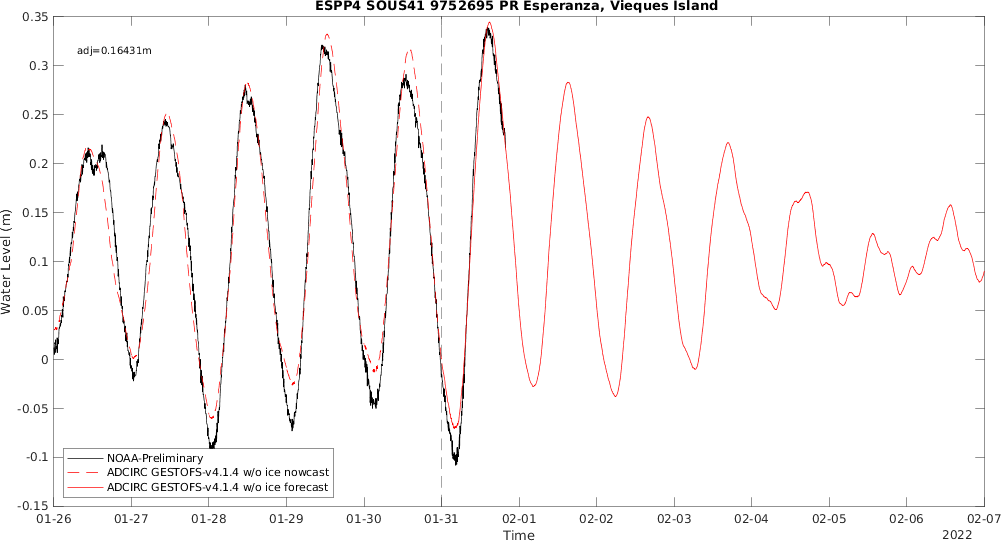 ESPP4 SOUS41 9752695 PR Esperanza, Vieques Island
adj=0.16431m
0.35
0.3
0.25
0.2
0.15
0.1
0.05
0
-0.05
-0.1
-0.15
Water Level (m)
NOAA-Preliminary
ADCIRC GESTOFS-v4.1.4 w/o ice nowcast
ADCIRC GESTOFS-v4.1.4 w/o ice forecast
01-26 01-27 01-28 01-29 01-30 01-31 02-01 02-02 02-03 02-04 02-05 02-06 02-07
Time
2022